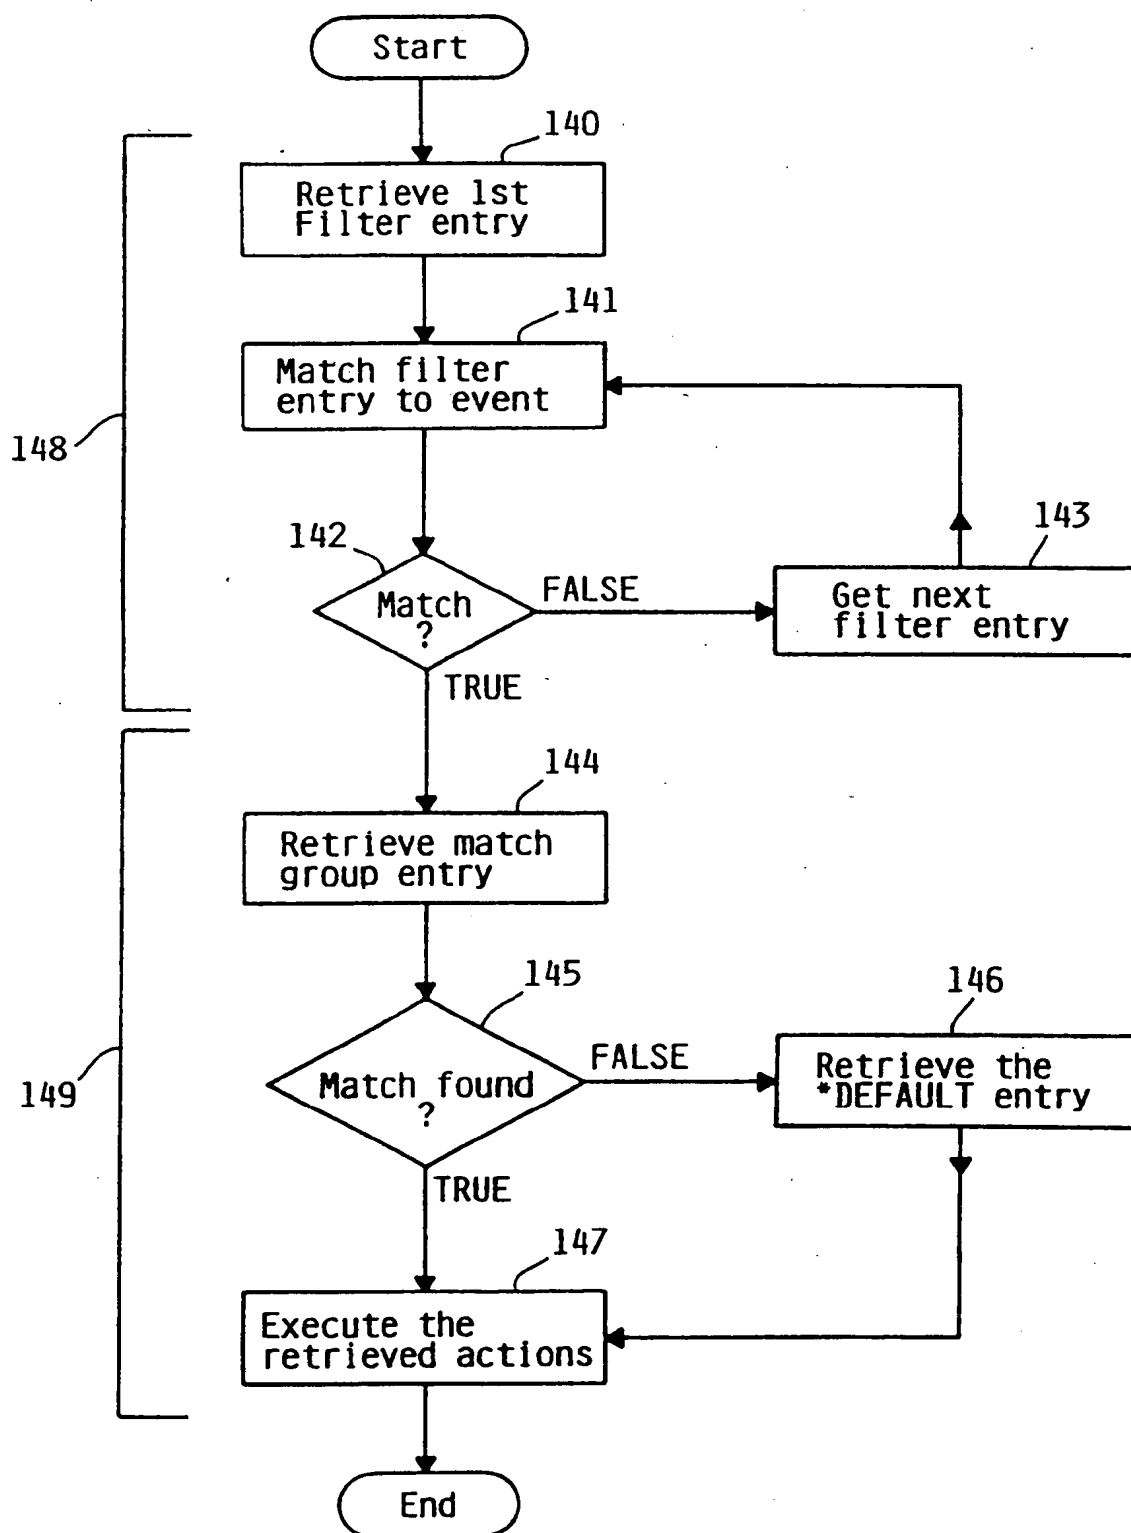 Start
140
Retrieve 1st
Filter entry
141
Match filter
entry to event
148
142
Match
?
FALSE
143
Get next
filter entry
TRUE
144
Retrieve match
group entry
145
Match found
?
FALSE
146
Retrieve the
*DEFAULT entry
149
TRUE
147
Execute the
retrieved actions
End